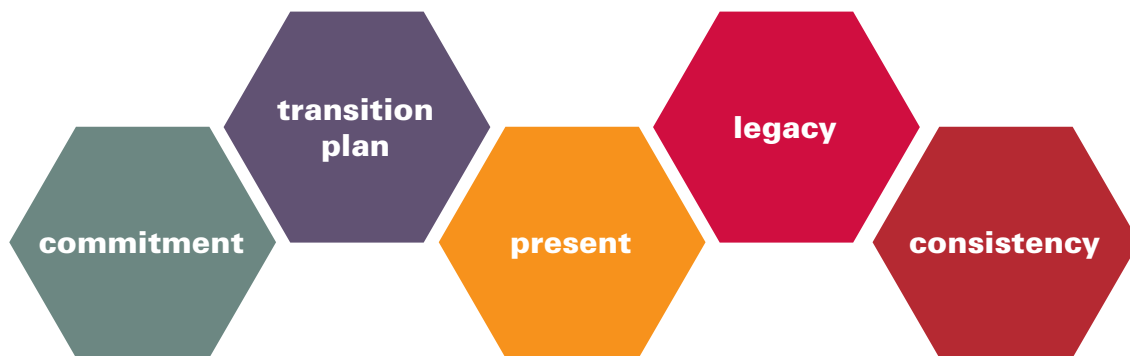 commitment
transition
plan
present
legacy
consistency